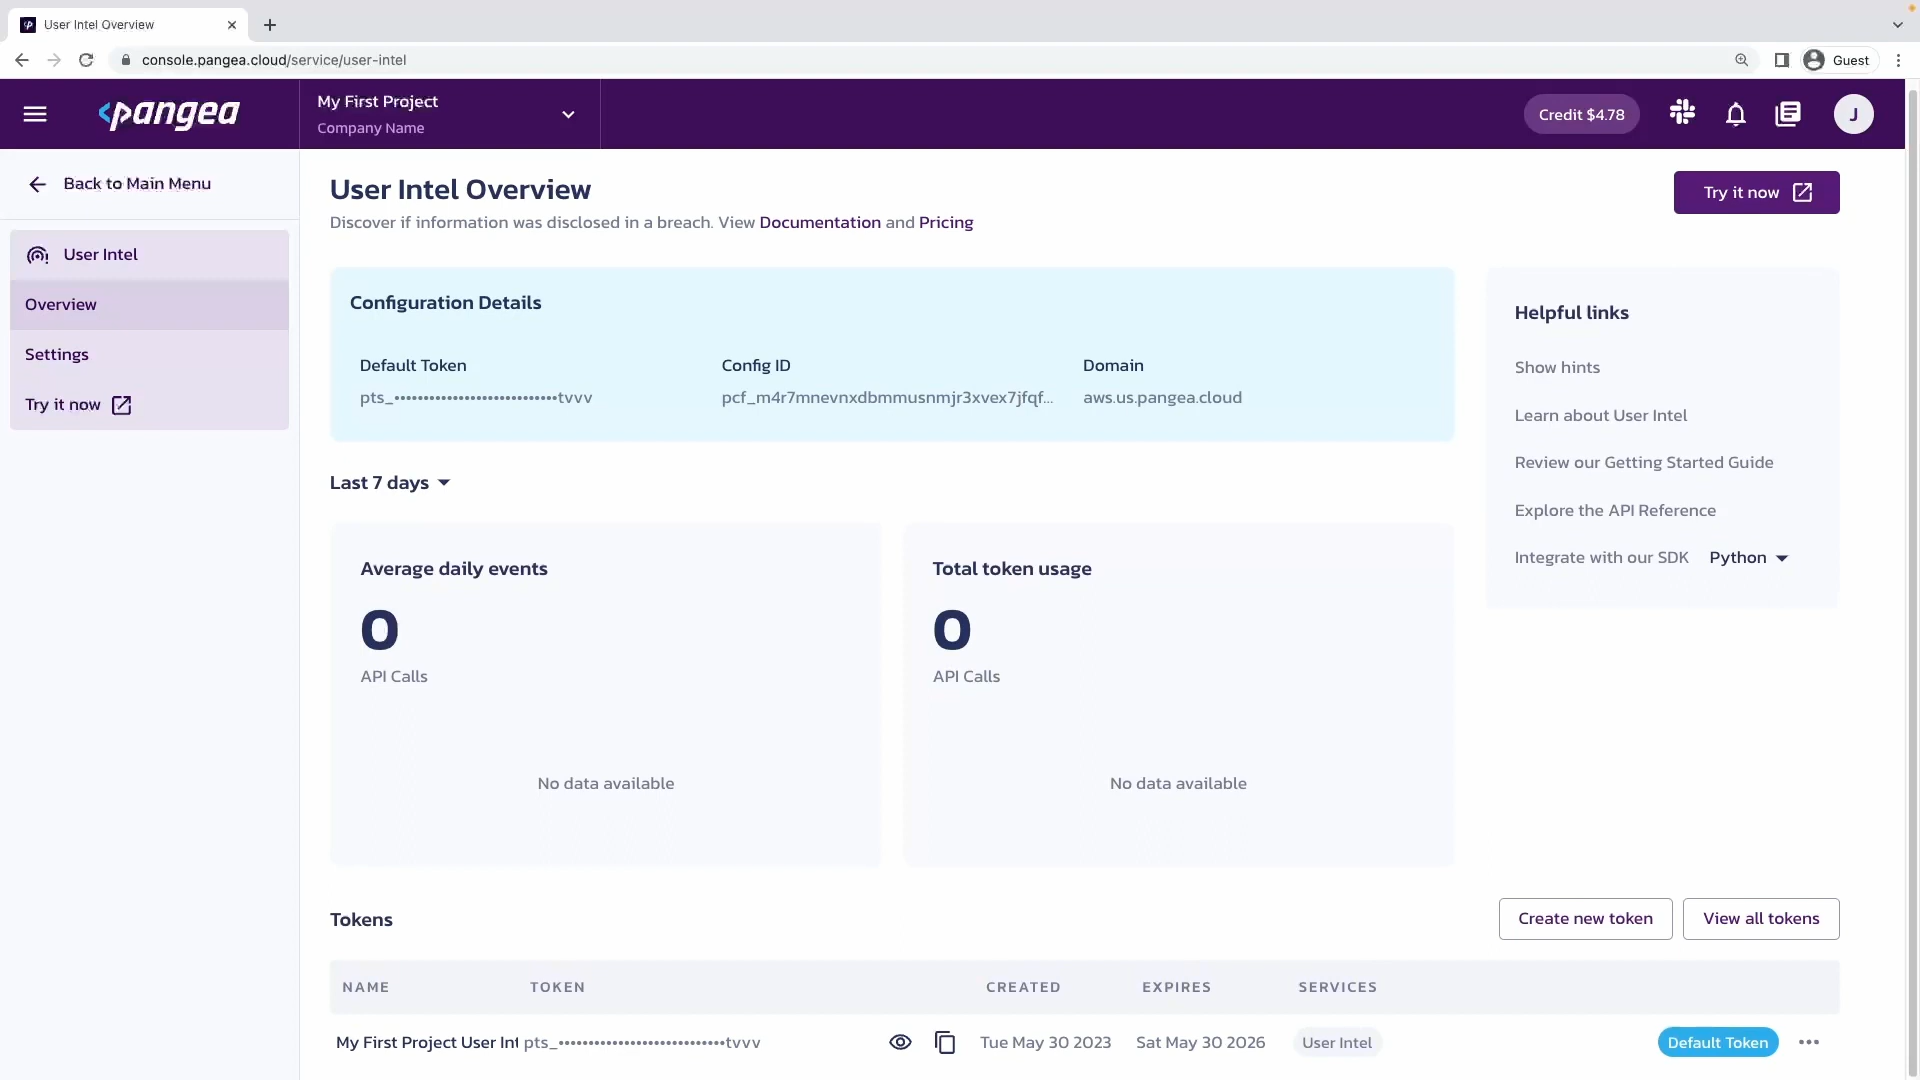 User Intel Overview
console.pangea.cloud/service/user-intel
Guest
pangea
My First Project
Company Name
Credit $4.78
J
Back to Main Menu
User Intel
Overview
Settings
Try it now
User Intel Overview
Discover if information was disclosed in a breach. View Documentation and Pricing
Try it now
Configuration Details
Default Token
Config ID
Domain
pts_••••••••••••••••••••••••••••tvvv
pcf_m4r7mnevnxdbmmusnmjr3xvex7jfqf...
aws.us.pangea.cloud
Helpful links
Show hints
Learn about User Intel
Review our Getting Started Guide
Explore the API Reference
Integrate with our SDK Python
Last 7 days
Average daily events
0
API Calls
No data available
Total token usage
0
API Calls
No data available
Tokens
Create new token
View all tokens
NAME TOKEN CREATED EXPIRES SERVICES
My First Project User Int pts_••••••••••••••••••••••••••••tvvv Tue May 30 2023 Sat May 30 2026 User Intel Default Token